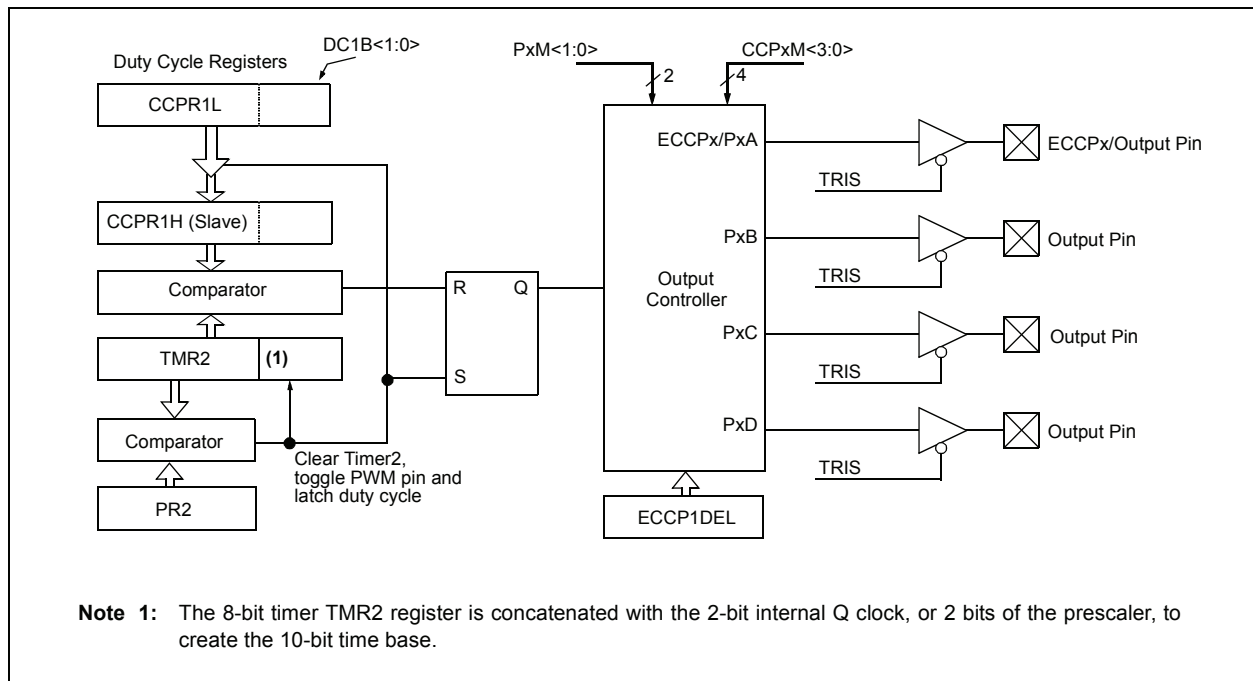 DC1B<1:0>
Duty Cycle Registers
CCPR1L
CCPR1H (Slave)
Comparator
TMR2
(1)
Comparator
PR2
Clear Timer2,
toggle PWM pin and
latch duty cycle
R
Q
S
PxM<1:0>
2
CCPxM<3:0>
4
ECCPx/PxA
PxB
Output
Controller
PxC
PxD
ECCP1DEL
TRIS
ECCPx/Output Pin
TRIS
Output Pin
TRIS
Output Pin
TRIS
Output Pin
Note 1: The 8-bit timer TMR2 register is concatenated with the 2-bit internal Q clock, or 2 bits of the prescaler, to
create the 10-bit time base.